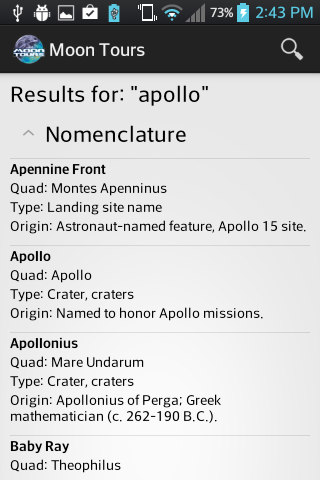 73% 2:43 PM
MOON TOURS Moon Tours
Results for: "apollo"
Nomenclature
Apennine Front
Quad: Montes Apenninus
Type: Landing site name
Origin: Astronaut-named feature, Apollo 15 site.
Apollo
Quad: Apollo
Type: Crater, craters
Origin: Named to honor Apollo missions.
Apollonius
Quad: Mare Undarum
Type: Crater, craters
Origin: Apollonius of Perga; Greek
mathematician (c. 262-190 B.C.).
Baby Ray
Quad: Theophilus